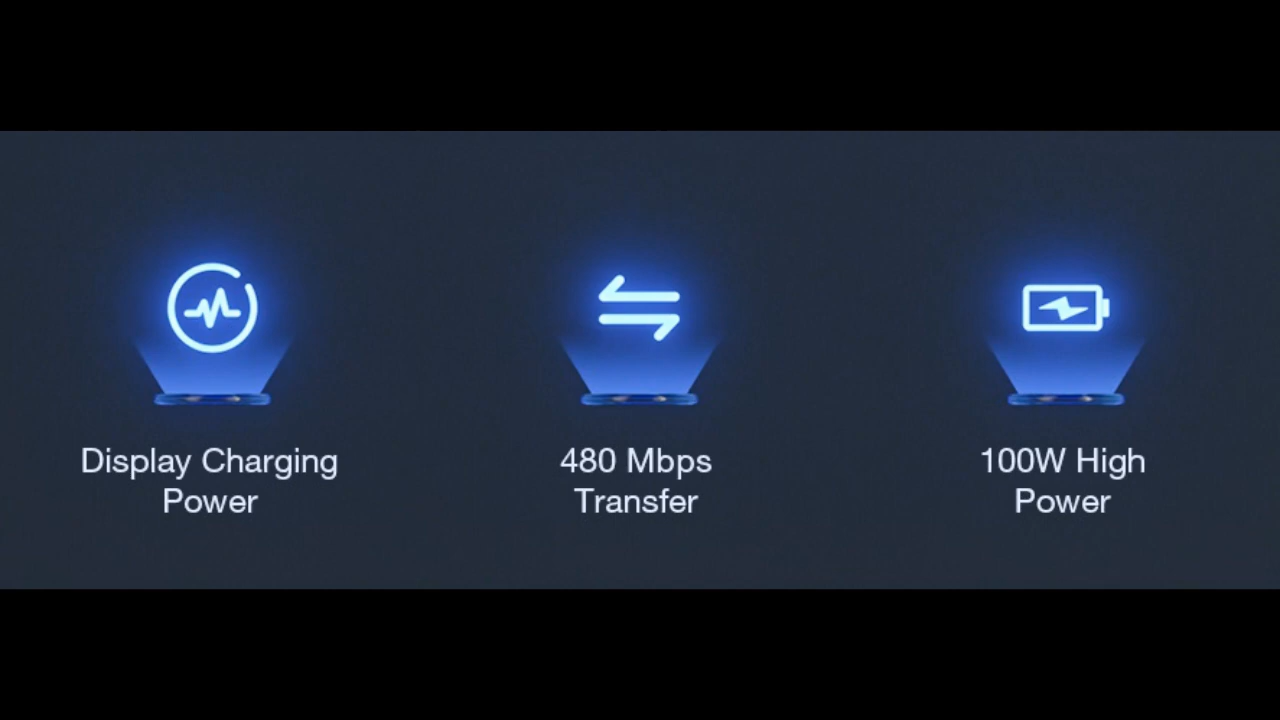 Display Charging
Power
480 Mbps
Transfer
100W High
Power